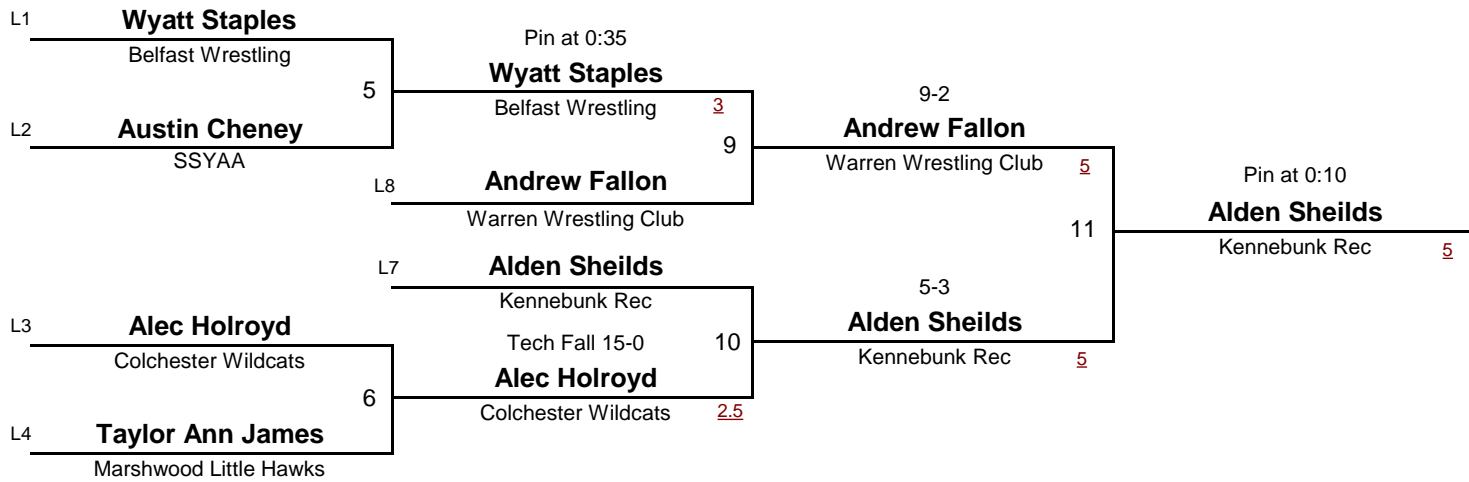 L1
Wyatt Staples
Belfast Wrestling
5
L2
Austin Cheney
SSYAA
Pin at 0:35
Wyatt Staples
Belfast Wrestling
3
9
L8
Andrew Fallon
Warren Wrestling Club
9-2
Andrew Fallon
Warren Wrestling Club
5
11
Pin at 0:10
Alden Sheilds
Kennebunk Rec
5
L7
Alden Sheilds
Kennebunk Rec
10
5-3
Alden Sheilds
Kennebunk Rec
5
L3
Alec Holroyd
Colchester Wildcats
6
Tech Fall 15-0
Alec Holroyd
Colchester Wildcats
2.5
L4
Taylor Ann James
Marshwood Little Hawks